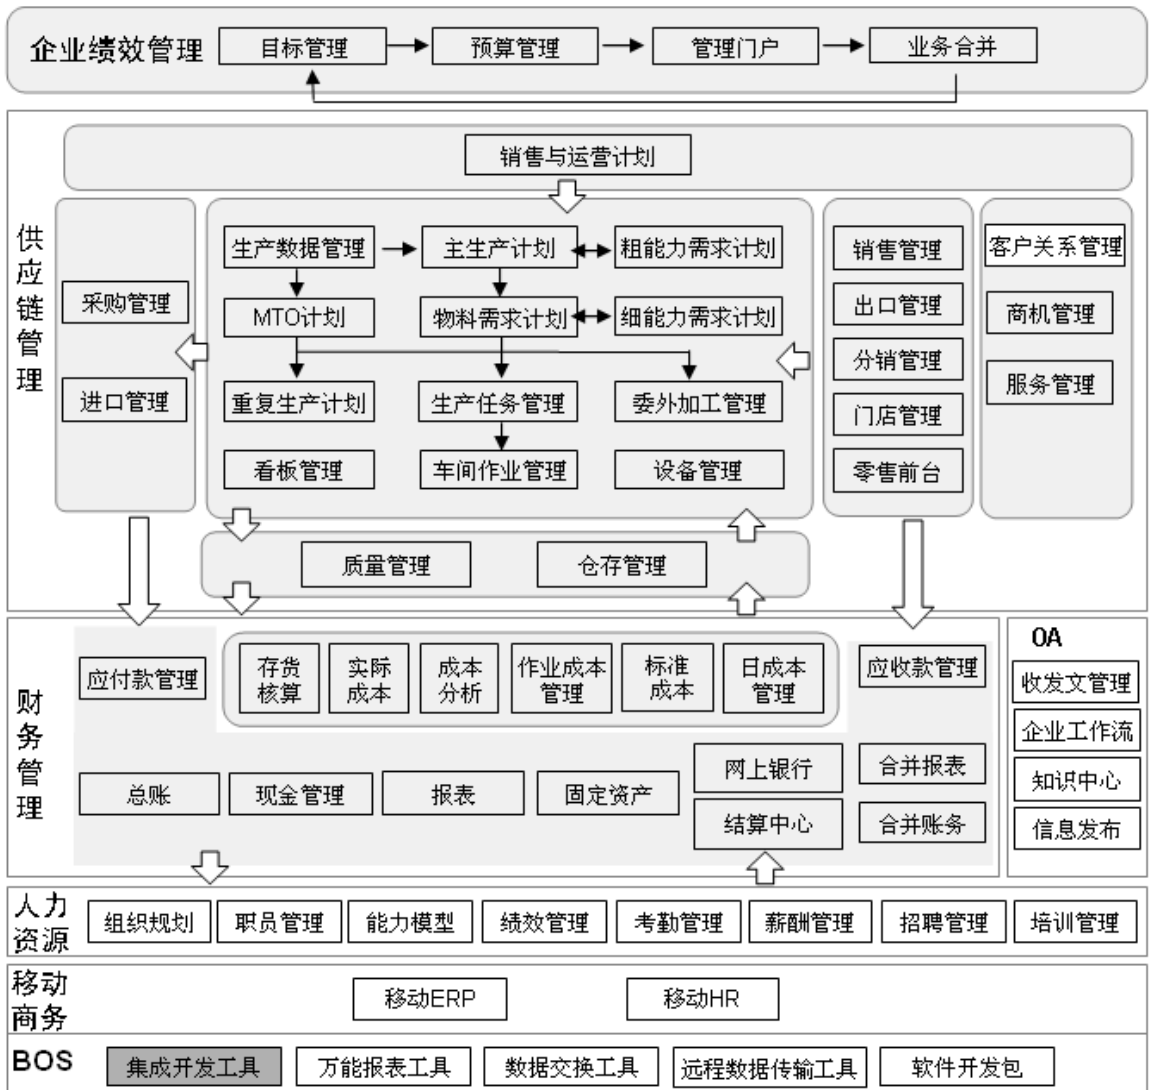 企业绩效管理
目标管理
预算管理
管理门户
业务合并
供应链管理
销售与运营计划
采购管理
进口管理
生产数据管理
主生产计划
粗能力需求计划
MTO计划
物料需求计划
细能力需求计划
重复生产计划
生产任务管理
委外加工管理
看板管理
车间作业管理
设备管理
销售管理
出口管理
分销管理
门店管理
零售前台
客户关系管理
商机管理
服务管理
质量管理
仓存管理
财务管理
应付款管理
存货
核算
实际
成本
成本
分析
作业成本
管理
标准
成本
日成本
管理
应收款管理
总账
现金管理
报表
固定资产
网上银行
结算中心
合并报表
合并账务
OA
收发文管理
企业工作流
知识中心
信息发布
人力
资源
组织规划
职员管理
能力模型
绩效管理
考勤管理
薪酬管理
招聘管理
培训管理
移动
商务
移动ERP
移动HR
BOS
集成开发工具
万能报表工具
数据交换工具
远程数据传输工具
软件开发包